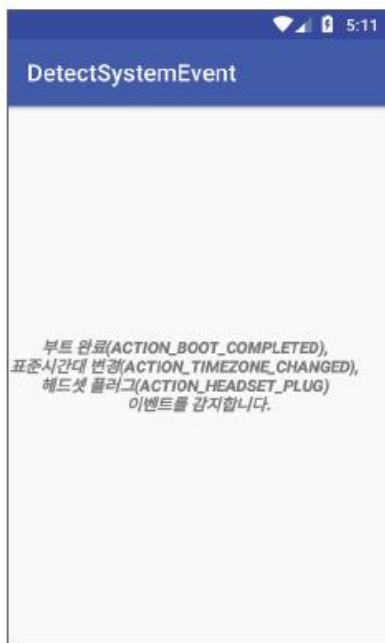 5:11
DetectSystemEvent
부트 완료(ACTION_BOOT_COMPLETED),
표준시간대 변경(ACTION_TIMEZONE_CHANGED),
헤드셋 플러그(ACTION_HEADSET_PLUG)
이벤트를 감지합니다.